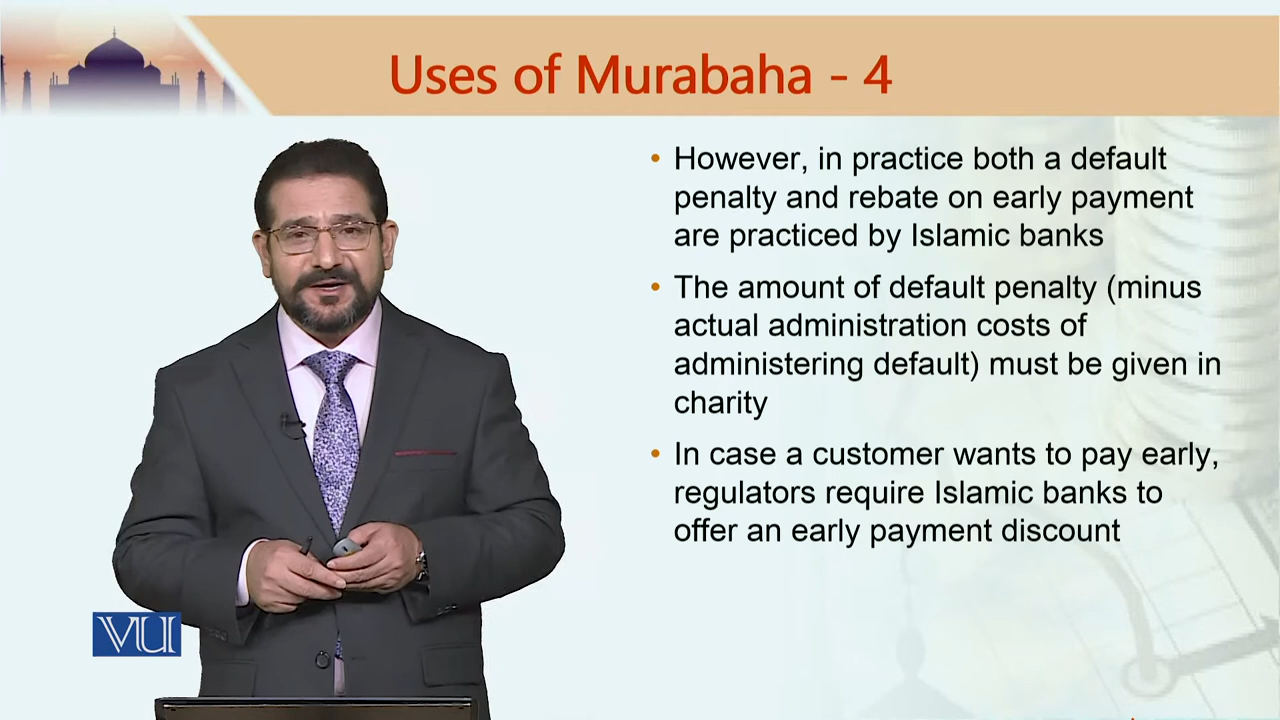 Uses of Murabaha - 4
• However, in practice both a default
penalty and rebate on early payment
are practiced by Islamic banks
• The amount of default penalty (minus
actual administration costs of
administering default) must be given in
charity
• In case a customer wants to pay early,
regulators require Islamic banks to
offer an early payment discount
VU